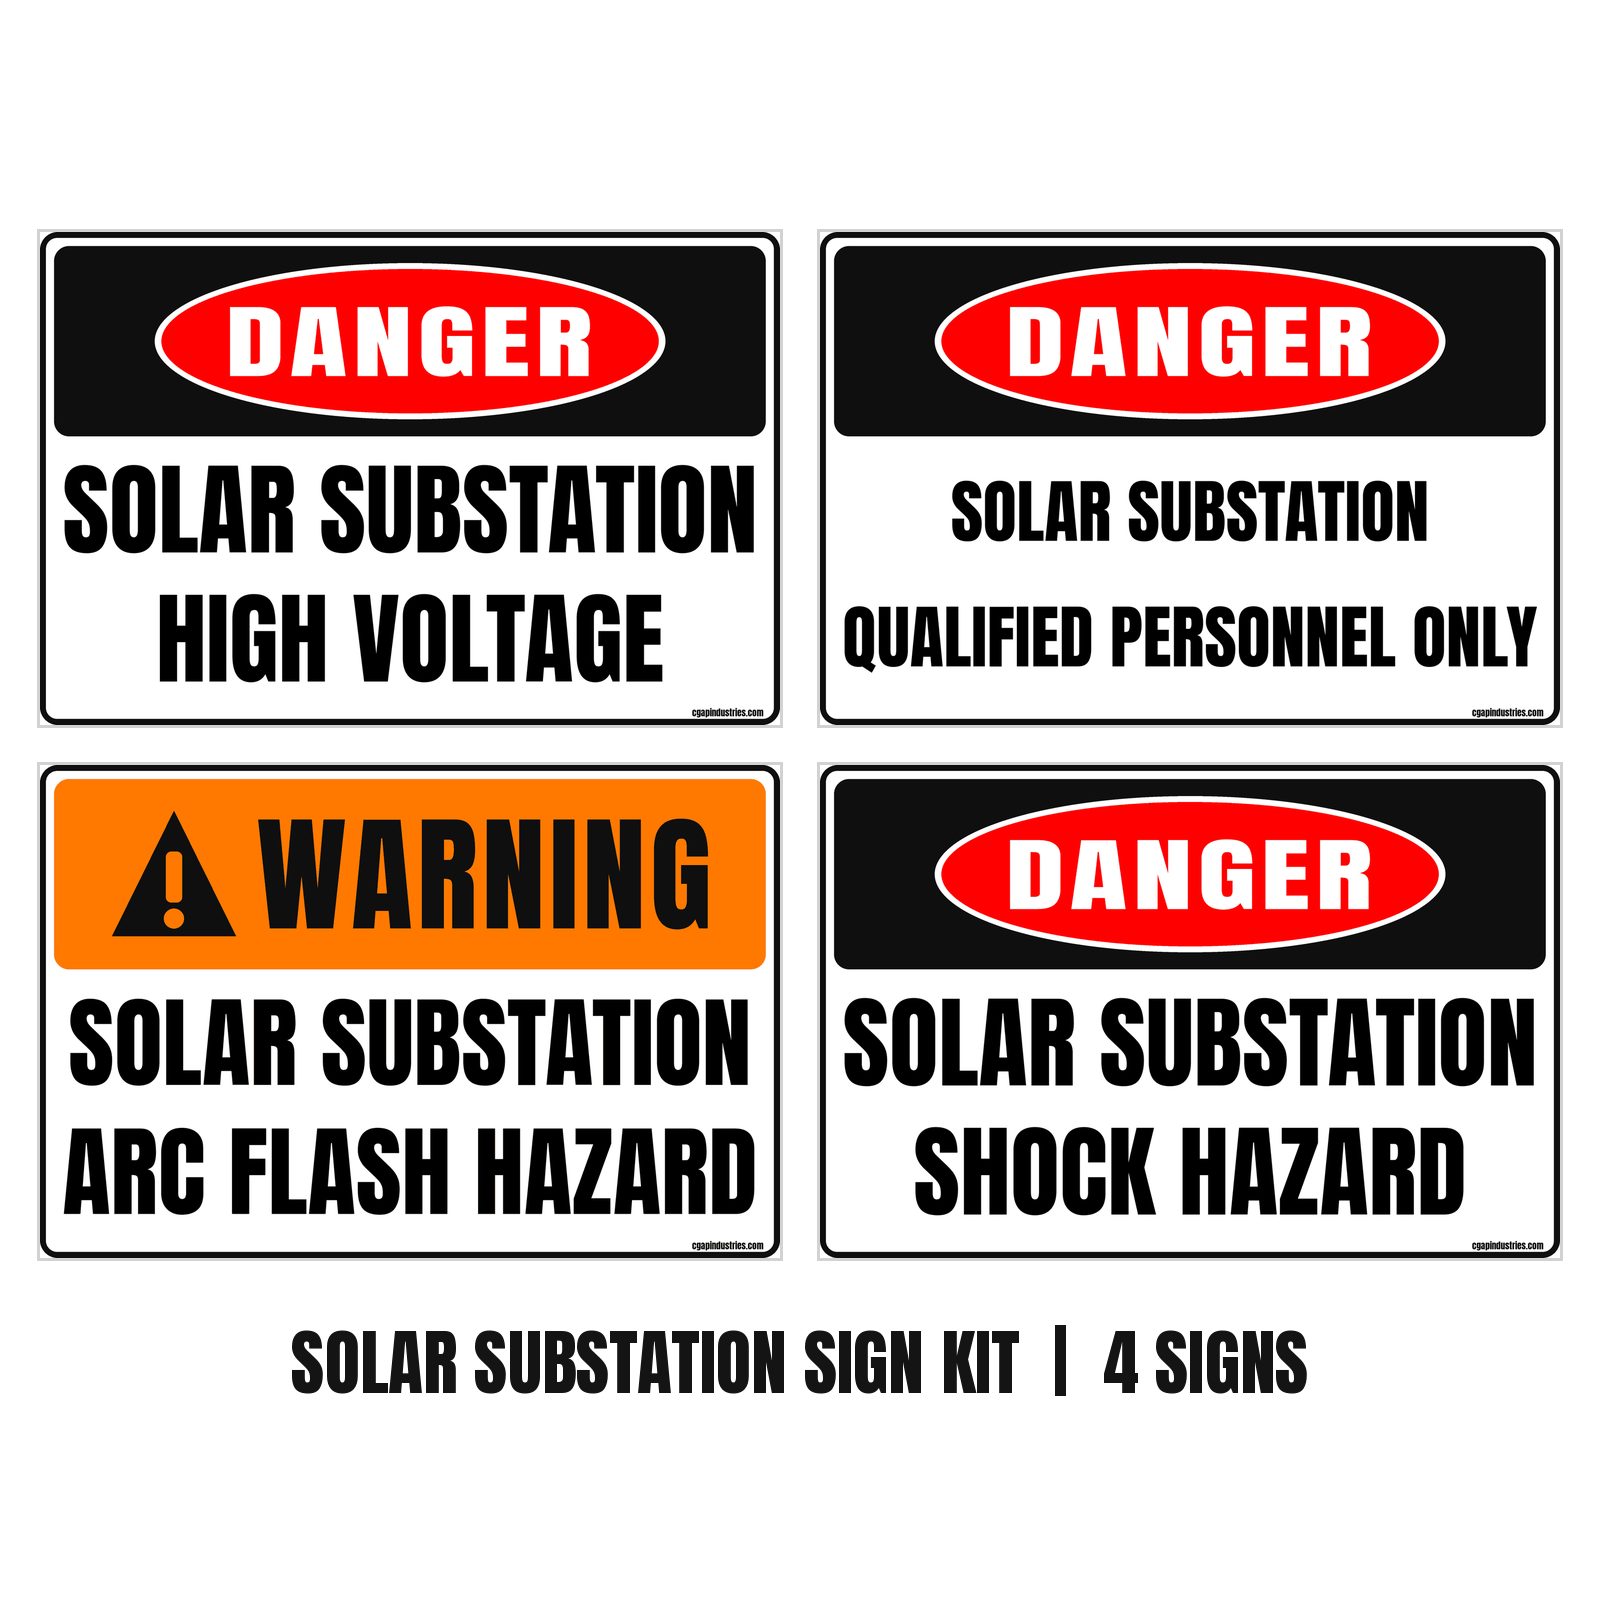 DANGER
SOLAR SUBSTATION
HIGH VOLTAGE
cgapindustries.com
DANGER
SOLAR SUBSTATION
QUALIFIED PERSONNEL ONLY
cgapindustries.com
WARNING
SOLAR SUBSTATION
ARC FLASH HAZARD
cgapindustries.com
DANGER
SOLAR SUBSTATION
SHOCK HAZARD
cgapindustries.com
SOLAR SUBSTATION SIGN KIT | 4 SIGNS